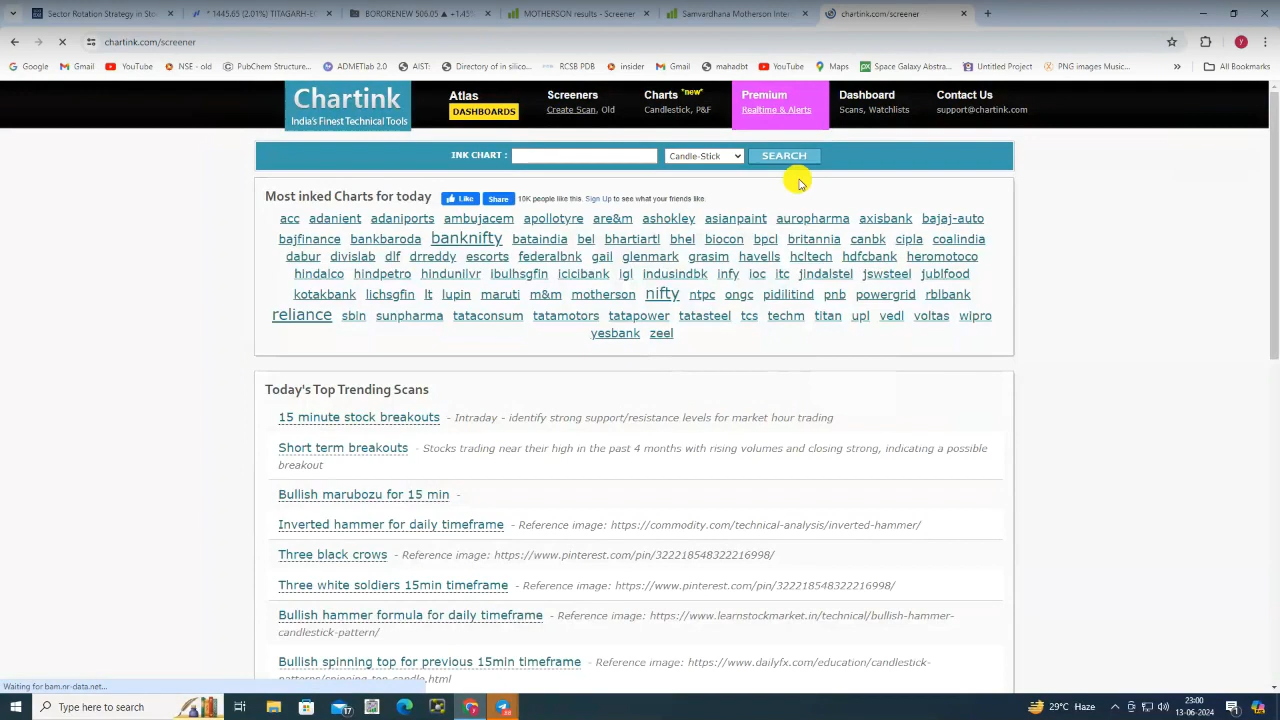 India's Finest Strategy in Stoc
* 1445.65 (2.01%) TITAGARH-E
BORORENEW 506.05 ▲ +1.45
MOTHERSON results - Screener
Samvardhana Motherson Inter
chartink.com/hammer
chartink.com/screener
Google
Gmail
YouTube
NSE - old
PubChem Structure...
ADMETlab 2.0
AIST:
Directory of in silico...
RCSB PDB
insider
Gmail
mahadbt
YouTube
Maps
Space Galaxy Abstra...
Untitled Project
PNG images Music...
All Bookmarks
Chartink
India's Finest Technical Tools
Atlas
DASHBOARDS
Screeners
Create Scan, Old
Charts "new"
Candlestick, P&F
Premium
Realtime & Alerts
Dashboard
Scans, Watchlists
Contact Us
support@chartink.com
INK CHART :
Candle-Stick
SEARCH
Most inked Charts for today
Like
Share
10K people like this. Sign Up to see what your friends like.
acc adanient adaniports ambujacem apollotyre are&m ashokley asianpaint auropharma axisbank bajaj-auto
bajfinance bankbaroda banknifty bataindia bel bhartiartl bhel biocon bpcl britannia canbk cipla coalindia
dabur divislab dlf drreddy escorts federalbnk gail glenmark grasim havells hcltech hdfcbank heromotoco
hindalco hindpetro hindunilvr ibulhsgfin icicibank igl indusindbk infy ioc itc jindalstel jswsteel jublfood
kotakbank lichsgfin lt lupin maruti m&m motherson nifty ntpc ongc pidilitind pnb powergrid rblbank
reliance sbin sunpharma tataconsum tatamotors tatapower tatasteel tcs techm titan upl vedl voltas wipro
yesbank zeel
Today's Top Trending Scans
15 minute stock breakouts - Intraday - identify strong support/resistance levels for market hour trading
Short term breakouts - Stocks trading near their high in the past 4 months with rising volumes and closing strong, indicating a possible
breakout
Bullish marubozu for 15 min -
Inverted hammer for daily timeframe - Reference image: https://commodity.com/technical-analysis/inverted-hammer/
Three black crows - Reference image: https://www.pinterest.com/pin/322218548322216998/
Three white soldiers 15min timeframe - Reference image: https://www.pinterest.com/pin/322218548322216998/
Bullish hammer formula for daily timeframe - Reference image: https://www.learnstockmarket.in/technical/bullish-hammer-
candlestick-pattern/
Bullish spinning top for previous 15min timeframe - Reference image: https://www.dailyfx.com/education/candlestick-
patterns/spinning-top-candle.html
Waiting for bam.nr-data.net...
Type here to search
29°C Haze
23:00
13-06-2024